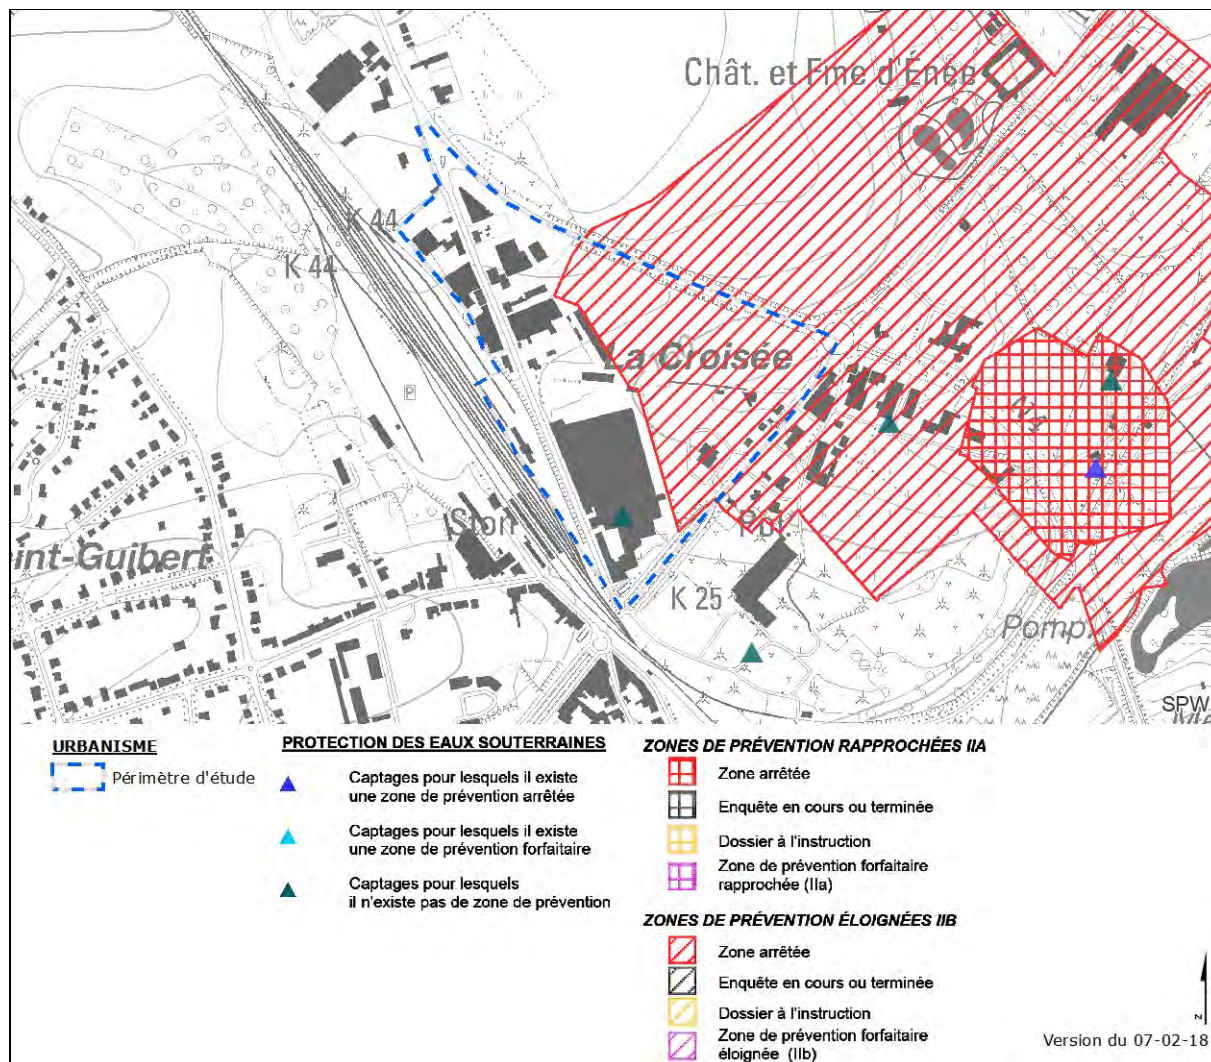 Chât. et Fme d'Énée
K 44
K 44
La Croisée
P
N 4
Ston
Pol.
int-Guibert
K 25
Pomp.
SPW
URBANISME
Périmètre d'étude
PROTECTION DES EAUX SOUTERRAINES
Captages pour lesquels il existe
une zone de prévention arrêtée
Captages pour lesquels il existe
une zone de prévention forfaitaire
Captages pour lesquels
il n'existe pas de zone de prévention
ZONES DE PRÉVENTION RAPPROCHÉES IIA
Zone arrêtée
Enquête en cours ou terminée
Dossier à l'instruction
Zone de prévention forfaitaire
rapprochée (IIa)
ZONES DE PRÉVENTION ÉLOIGNÉES IIB
Zone arrêtée
Enquête en cours ou terminée
Dossier à l'instruction
Zone de prévention forfaitaire
éloignée (IIb)
N
Version du 07-02-18